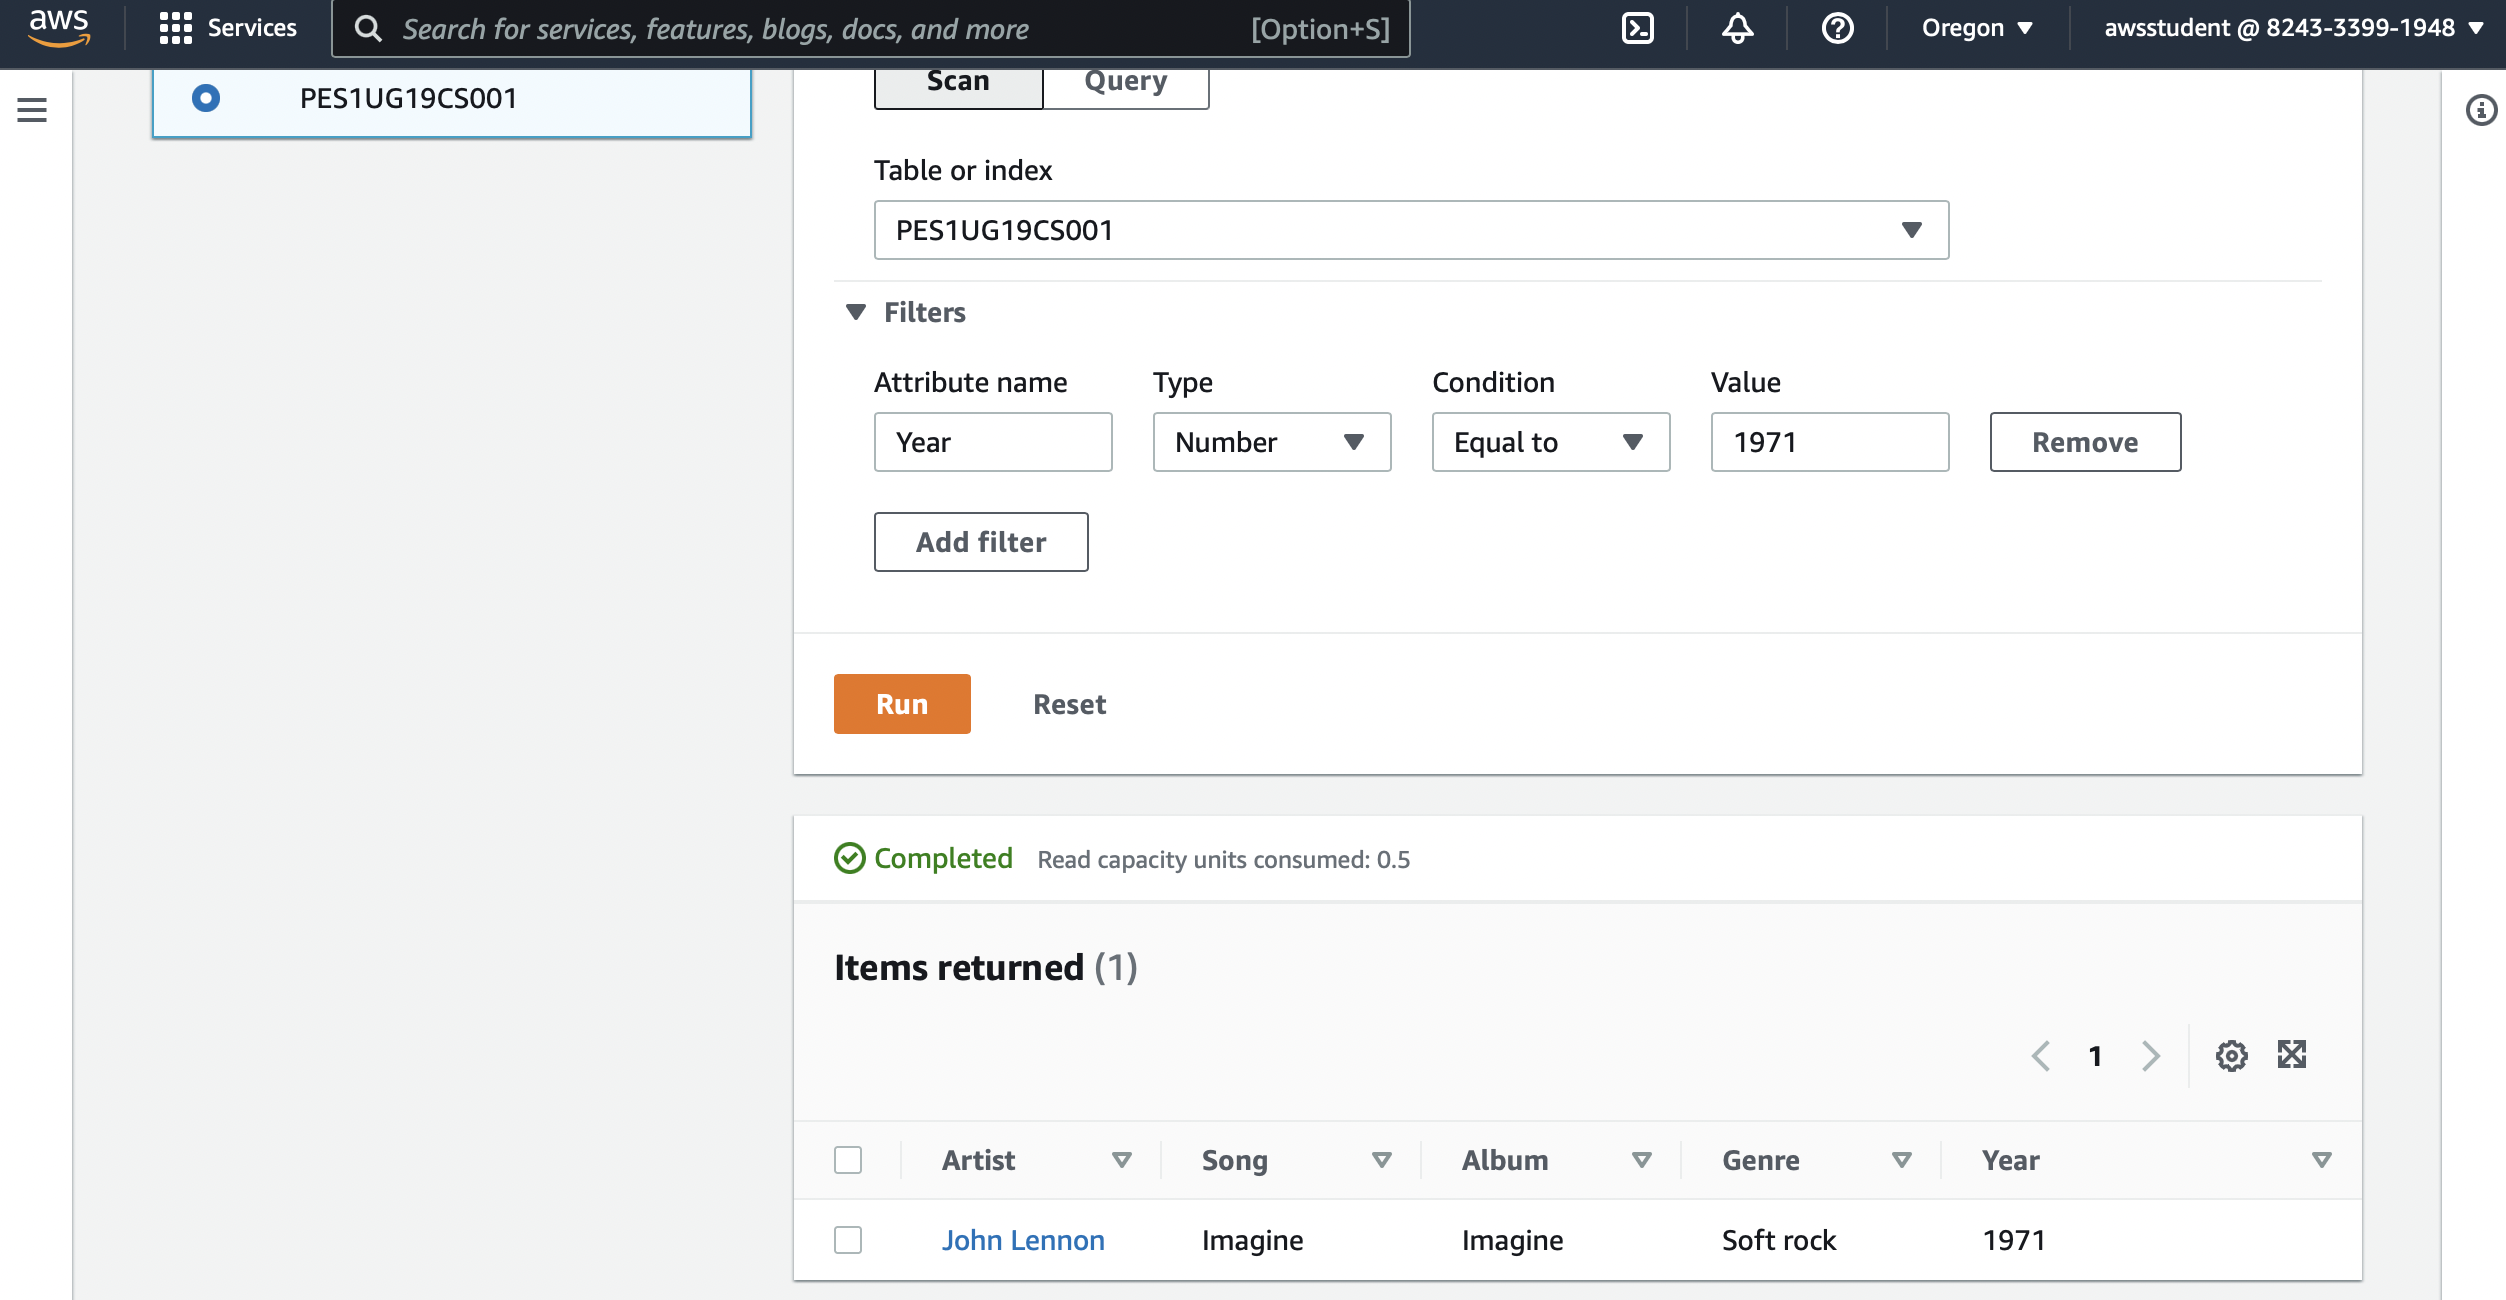 aws Services Search for services, features, blogs, docs, and more [Option+S] Oregon awsstudent @ 8243-3399-1948
PES1UG19CS001
Scan Query
Table or index
PES1UG19CS001
Filters
Attribute name Type Condition Value
Year Number Equal to 1971 Remove
Add filter
Run Reset
Completed Read capacity units consumed: 0.5
Items returned (1)
1
Artist Song Album Genre Year
John Lennon Imagine Imagine Soft rock 1971